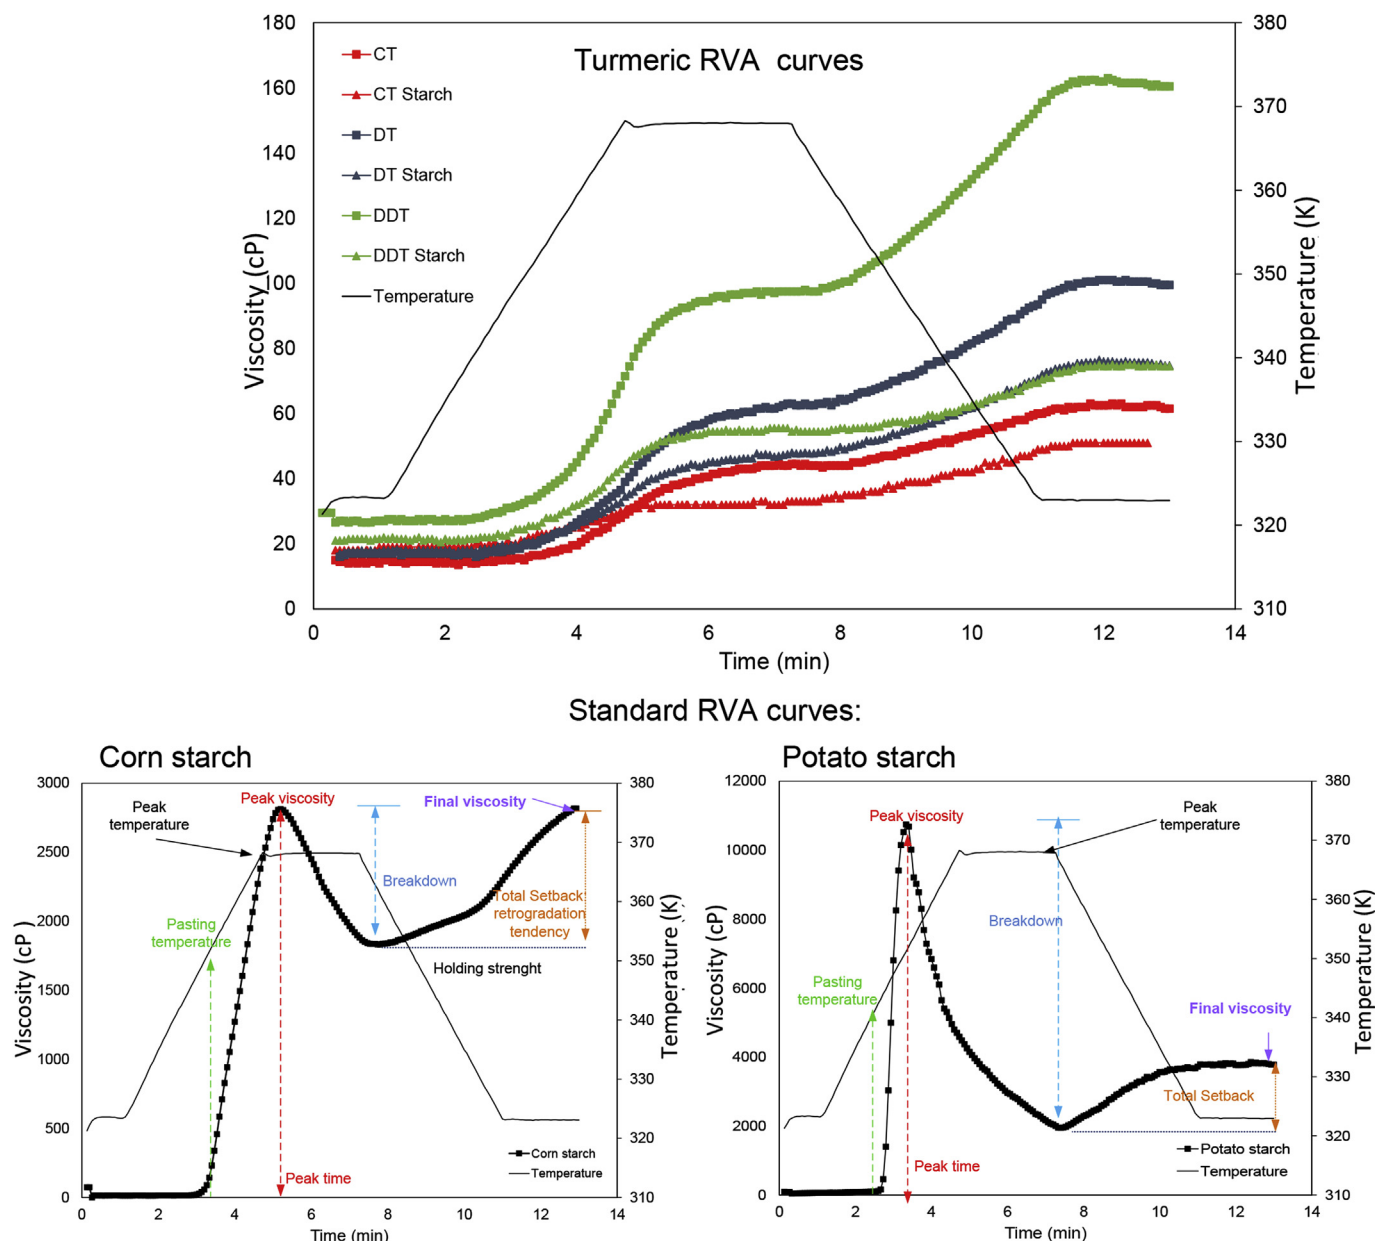 Turmeric RVA curves
CT
CT Starch
DT
DT Starch
DDT
DDT Starch
Temperature
Viscosity (cP)
180
160
140
120
100
80
60
40
20
0
0 2 4 6 8 10 12 14
Time (min)
380
370
360
350
340
330
320
310
Temperature (K)
Standard RVA curves:
Corn starch
Viscosity (cP)
3000
2500
2000
1500
1000
500
0
0 2 4 6 8 10 12 14
Time (min)
380
370
360
350
340
330
320
310
Temperature (K)
Peak
temperature
Peak viscosity
Final viscosity
Breakdown
Total Setback:
retrogradation
tendency
Pasting
temperature
Holding strenght
Peak time
Corn starch
Temperature
Potato starch
Viscosity (cP)
12000
10000
8000
6000
4000
2000
0
0 2 4 6 8 10 12 14
Time (min)
380
370
360
350
340
330
320
310
Temperature (K)
Peak viscosity
Peak
temperature
Breakdown
Pasting
temperature
Final viscosity
Total Setback
Peak time
Potato starch
Temperature